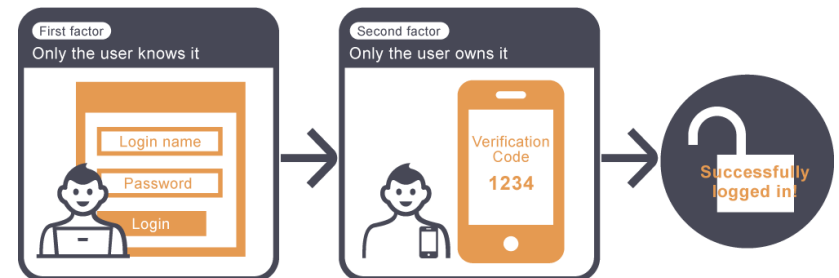 First factor
Only the user knows it
Login name
Password
Login
Second factor
Only the user owns it
Verification
Code
1234
Successfully
logged in!